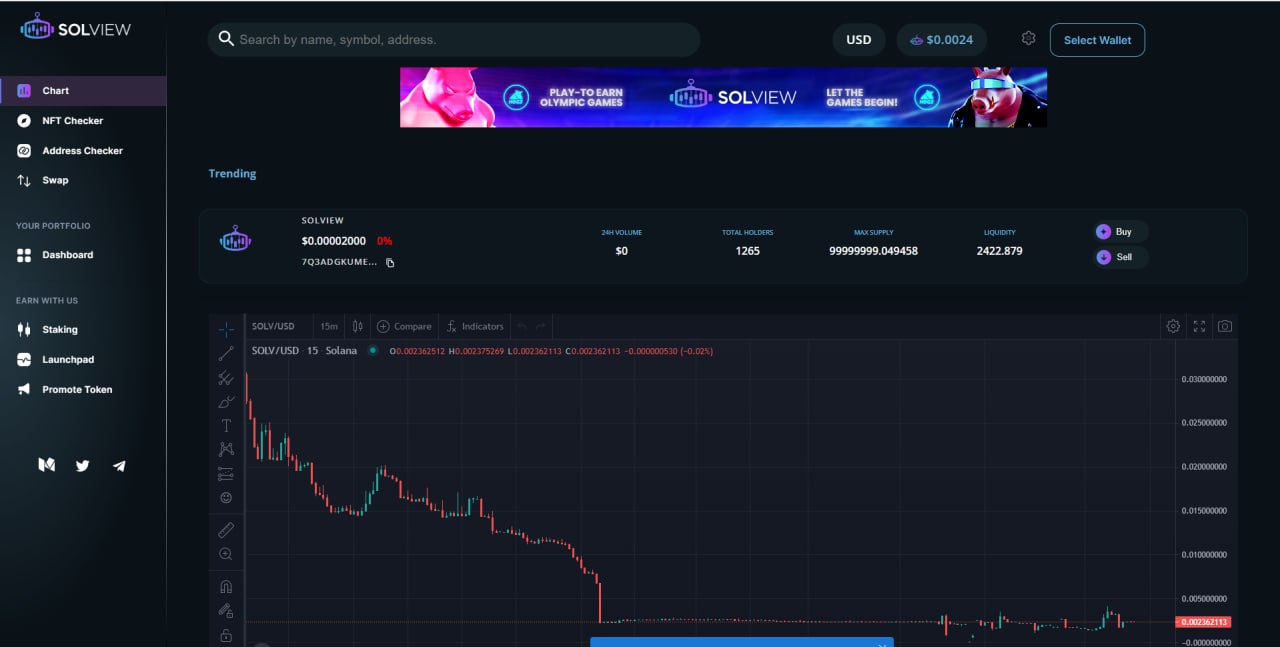 SOLVIEW
Search by name, symbol, address.
USD
$0.0024
Select Wallet
Chart
NFT Checker
Address Checker
Swap
YOUR PORTFOLIO
Dashboard
EARN WITH US
Staking
Launchpad
Promote Token
PLAY-TO EARN
OLYMPIC GAMES
SOLVIEW
LET THE
GAMES BEGIN!
Trending
SOLVIEW
$0.00002000 0%
7Q3ADGKUME...
24H VOLUME
$0
TOTAL HOLDERS
1265
MAX SUPPLY
99999999.049458
LIQUIDITY
2422.879
Buy
Sell
SOLV/USD 15m Compare Indicators
SOLV/USD · 15 · Solana O0.002362512 H0.002375269 L0.002362113 C0.002362113 −0.000000530 (−0.02%)
0.030000000
0.025000000
0.020000000
0.015000000
0.010000000
0.005000000
0.002362113
−0.000000000